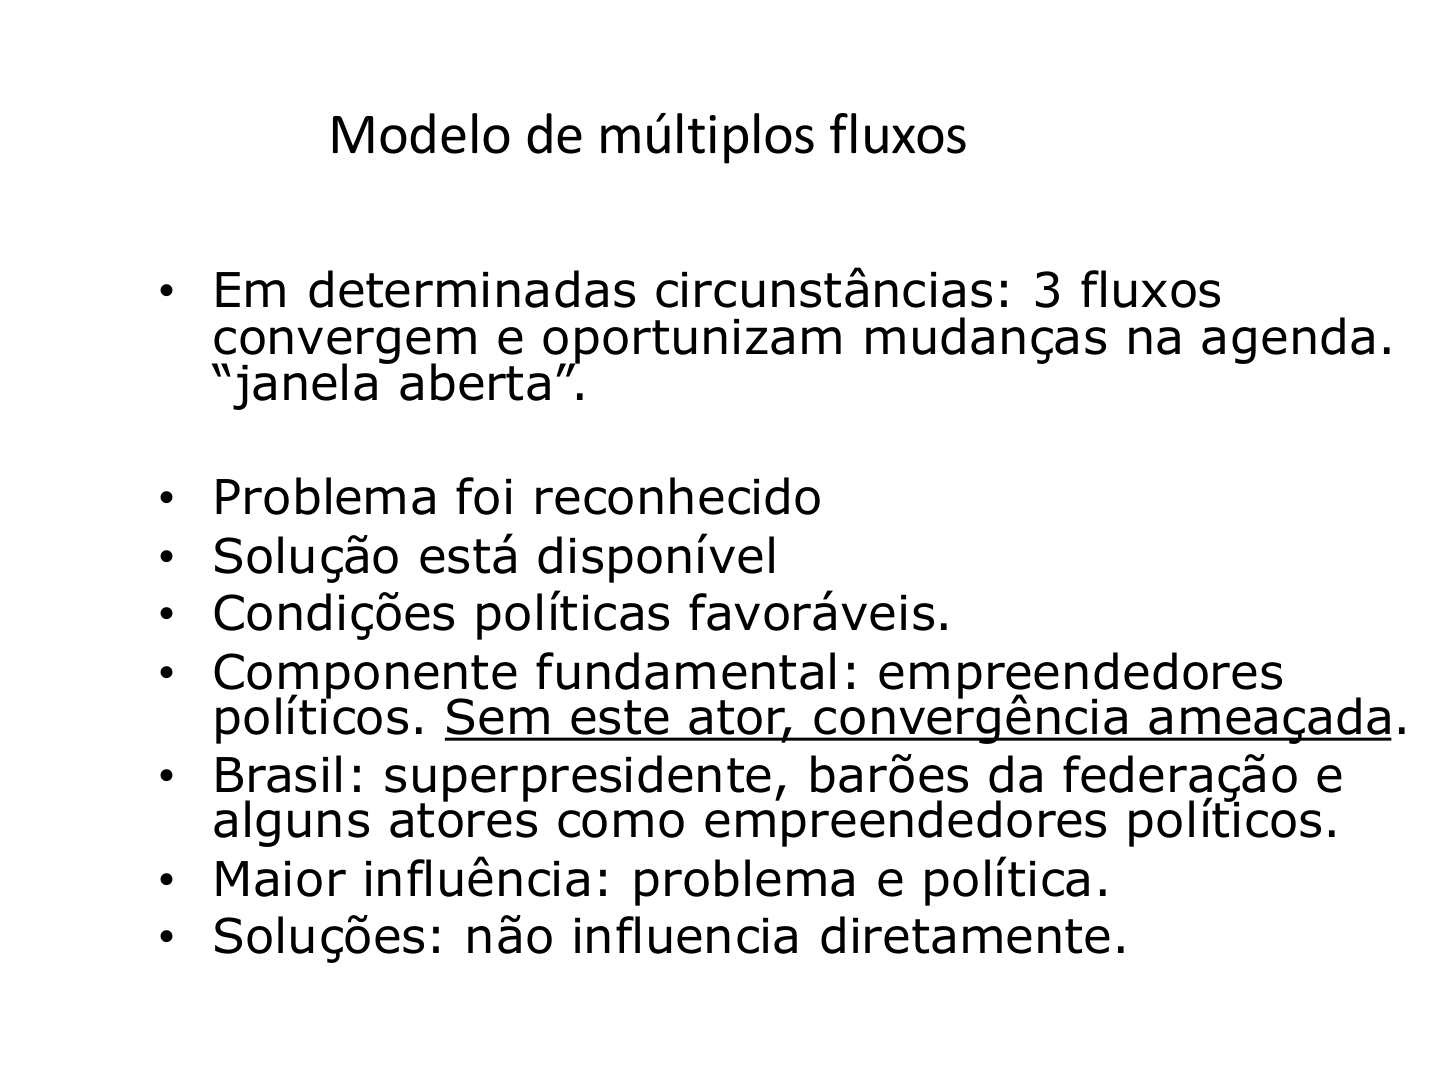 Modelo de múltiplos fluxos
• Em determinadas circunstâncias: 3 fluxos
convergem e oportunizam mudanças na agenda.
“janela aberta”.
• Problema foi reconhecido
• Solução está disponível
• Condições políticas favoráveis.
• Componente fundamental: empreendedores
políticos. Sem este ator, convergência ameaçada.
• Brasil: superpresidente, barões da federação e
alguns atores como empreendedores políticos.
• Maior influência: problema e política.
• Soluções: não influencia diretamente.